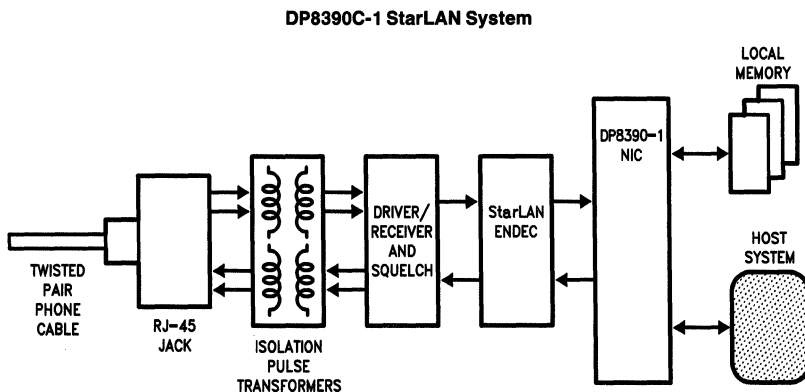 DP8390C-1 StarLAN System
LOCAL
MEMORY
DP8390-1
NIC
DRIVER/
RECEIVER
AND
SQUELCH
StarLAN
ENDEC
HOST
SYSTEM
TWISTED
PAIR
PHONE
CABLE
RJ-45
JACK
ISOLATION
PULSE
TRANSFORMERS